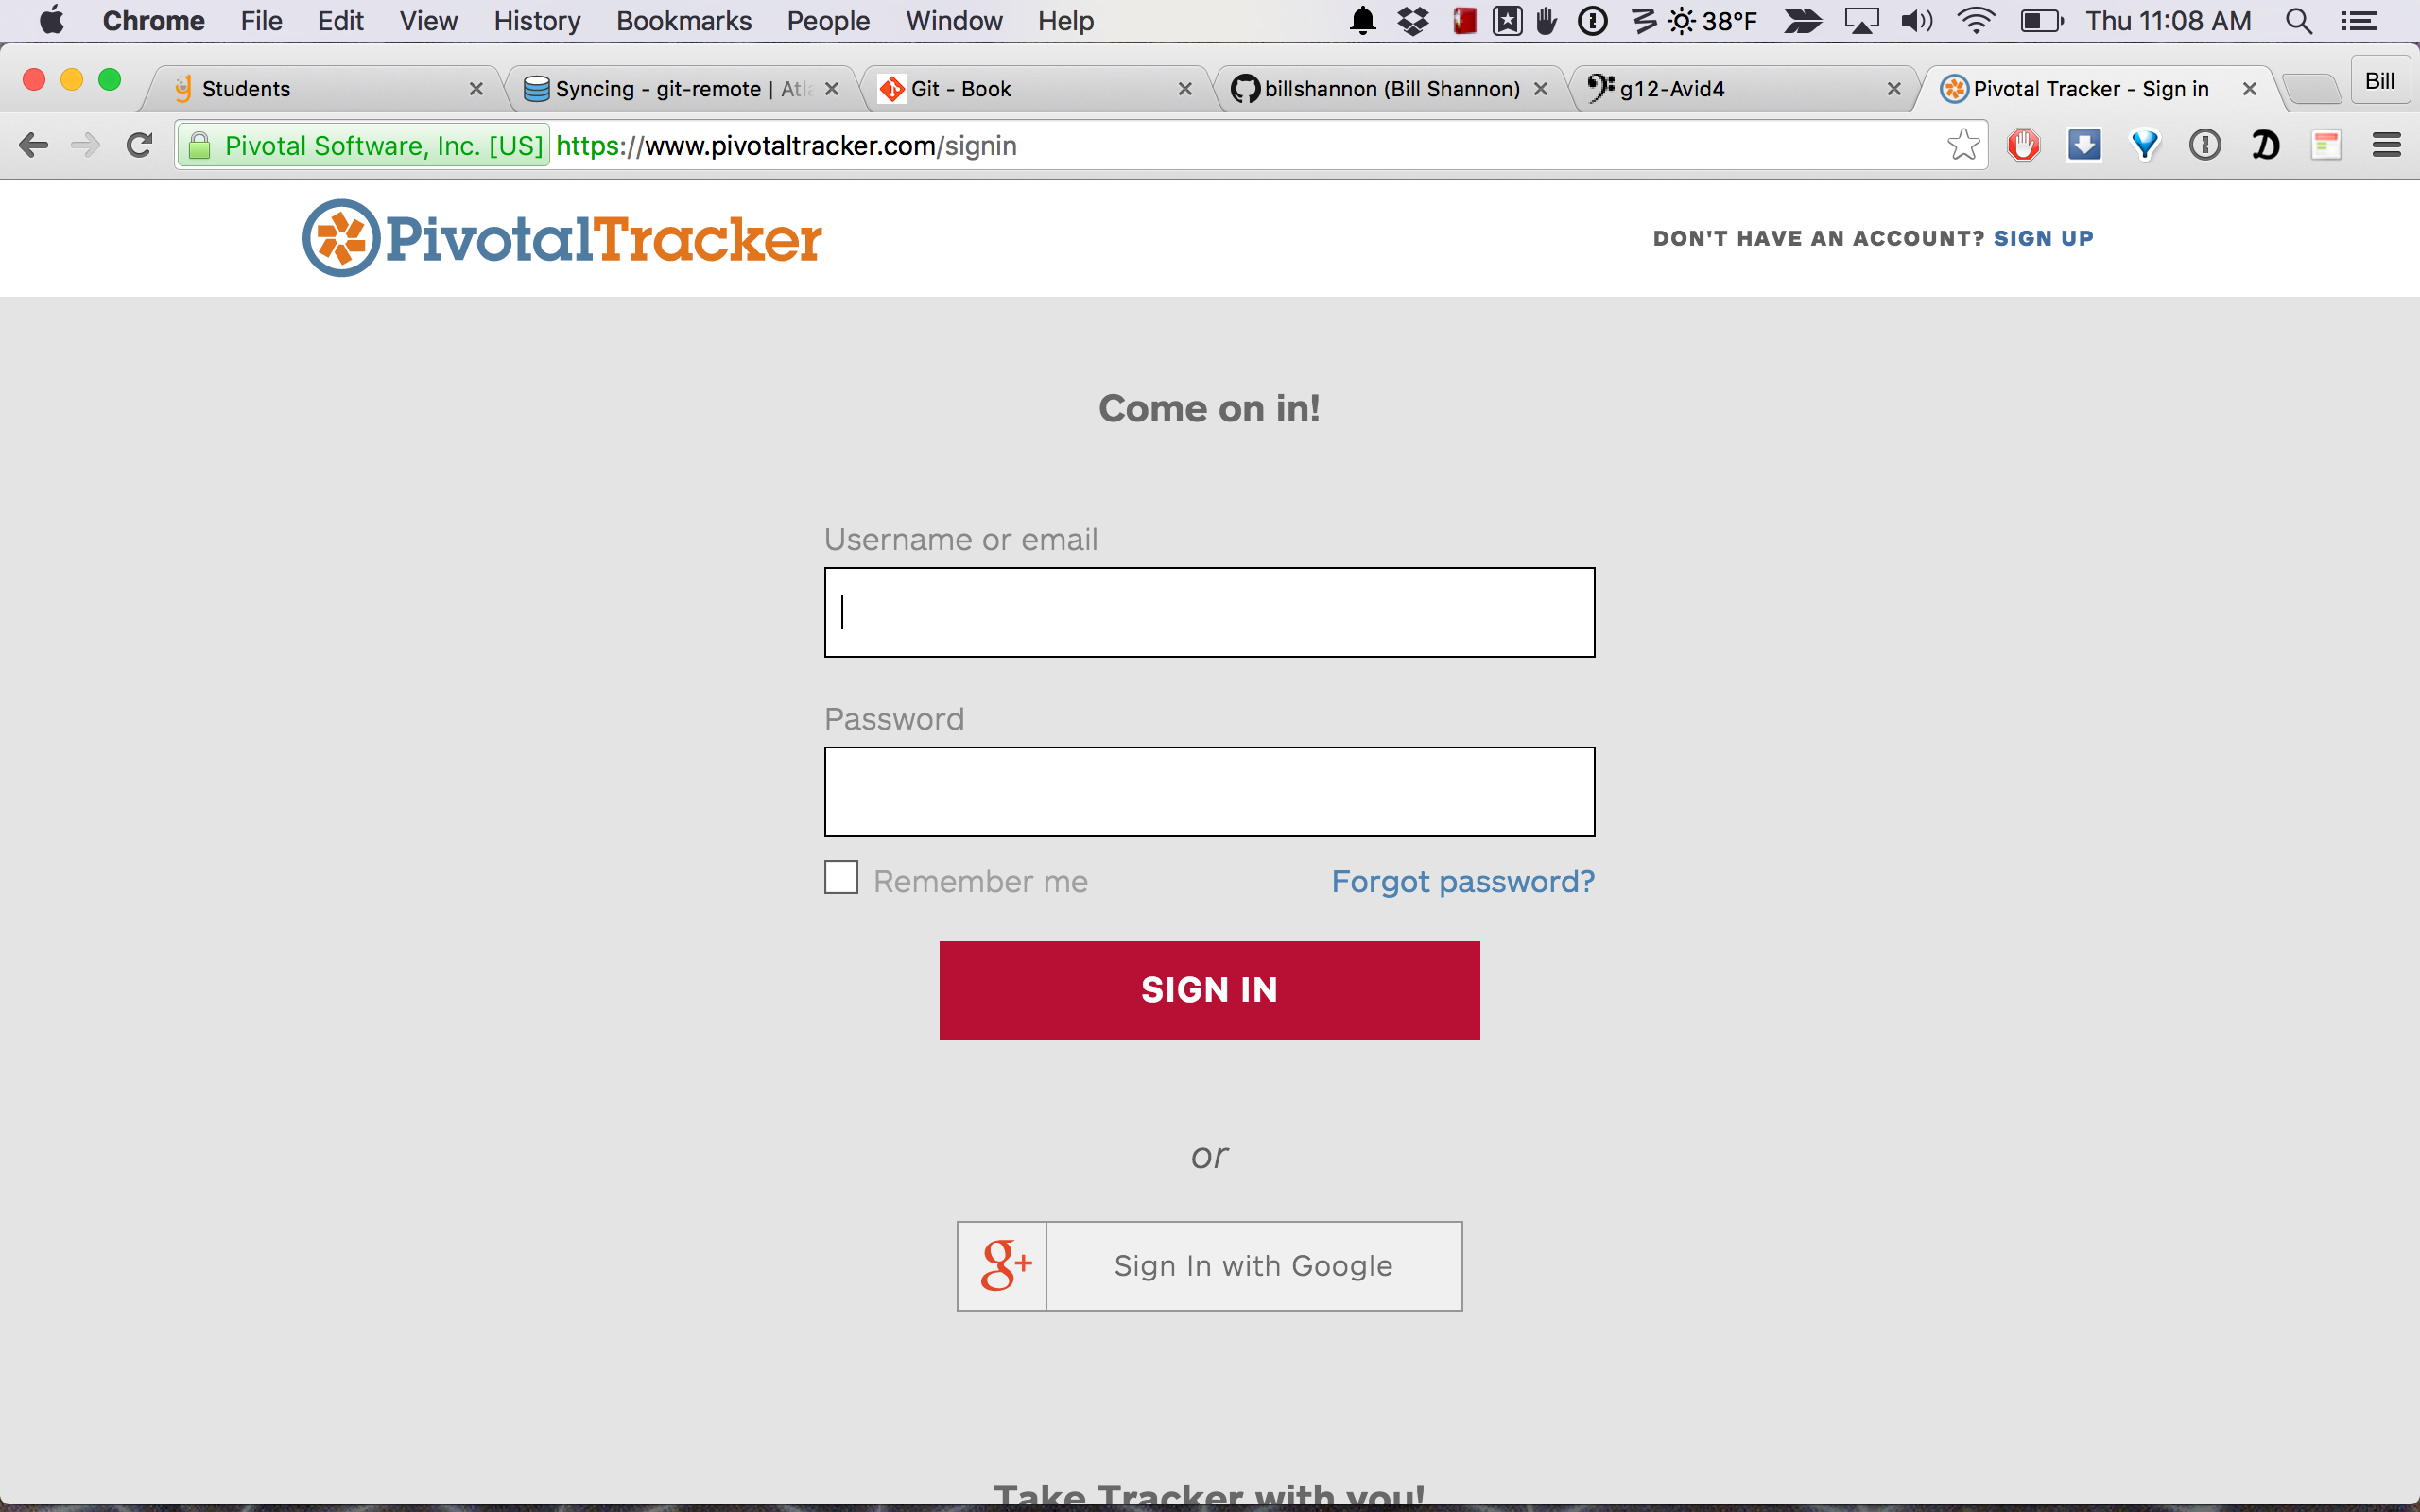 Chrome File Edit View History Bookmarks People Window Help 38°F Thu 11:08 AM
Students Syncing - git-remote | Atla Git - Book billshannon (Bill Shannon) g12-Avid4 Pivotal Tracker - Sign in Bill
Pivotal Software, Inc. [US] https://www.pivotaltracker.com/signin
PivotalTracker DON'T HAVE AN ACCOUNT? SIGN UP
Come on in!
Username or email
Password
Remember me Forgot password?
SIGN IN
or
g+ Sign In with Google
Take Tracker with you!